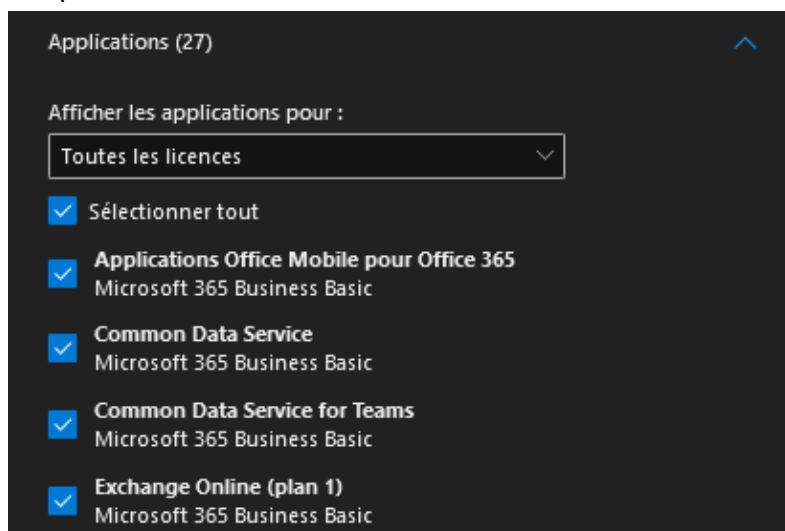 Applications (27)
Afficher les applications pour :
Toutes les licences
Sélectionner tout
Applications Office Mobile pour Office 365
Microsoft 365 Business Basic
Common Data Service
Microsoft 365 Business Basic
Common Data Service for Teams
Microsoft 365 Business Basic
Exchange Online (plan 1)
Microsoft 365 Business Basic